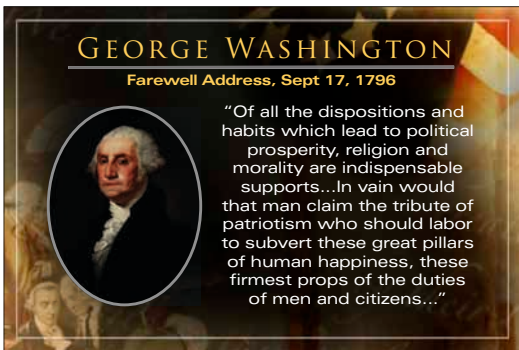 GEORGE WASHINGTON
Farewell Address, Sept 17, 1796
“Of all the dispositions and
habits which lead to political
prosperity, religion and
morality are indispensable
supports...In vain would
that man claim the tribute of
patriotism who should labor
to subvert these great pillars
of human happiness, these
firmest props of the duties
of men and citizens...”